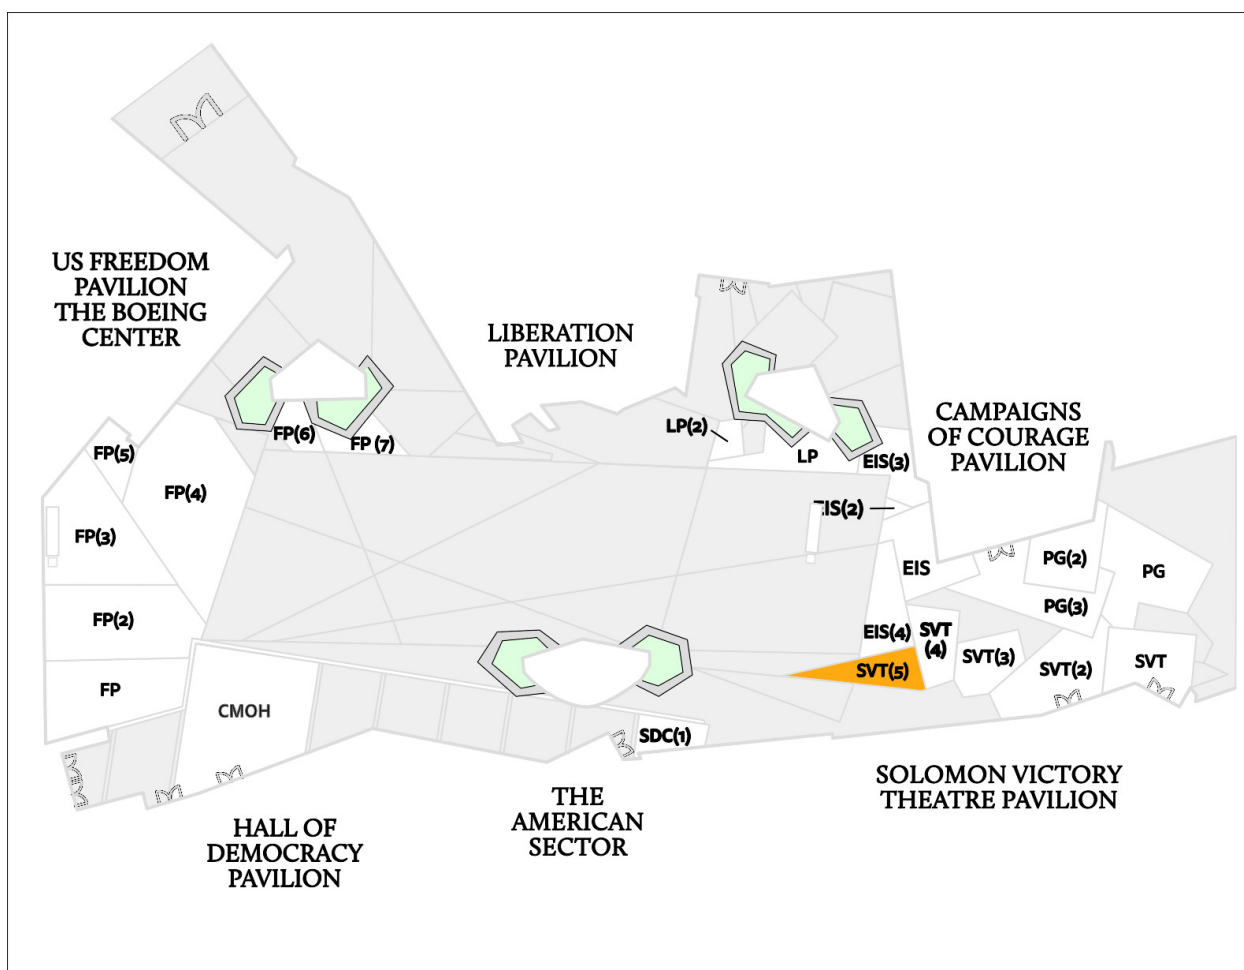 US FREEDOM
PAVILION
THE BOEING
CENTER
LIBERATION
PAVILION
CAMPAIGNS
OF COURAGE
PAVILION
FP(5)
FP(6)
FP (7)
LP(2)
LP
EIS(3)
FP(4)
EIS(2)
FP(3)
EIS
PG(2)
PG
PG(3)
FP(2)
EIS(4)
SVT
(4)
SVT(3)
SVT(5)
SVT(2)
SVT
FP
CMOH
SDC(1)
SOLOMON VICTORY
THEATRE PAVILION
THE
AMERICAN
SECTOR
HALL OF
DEMOCRACY
PAVILION